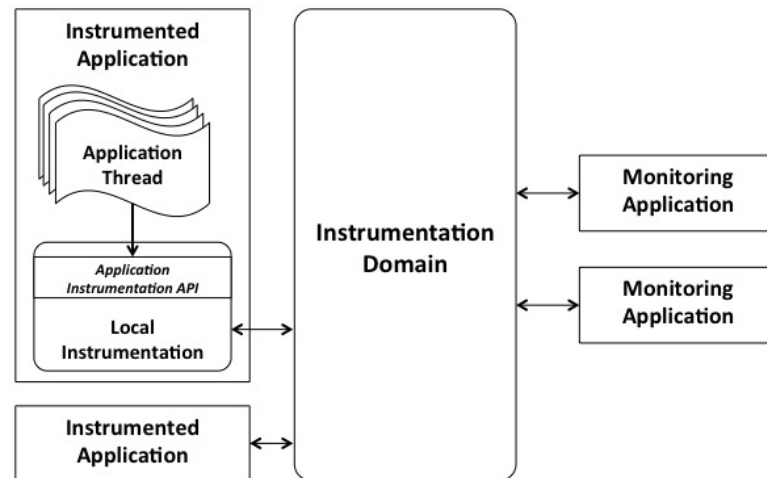 Instrumented
Application
Application
Thread
Application
Instrumentation API
Local
Instrumentation
Instrumented
Application
Instrumentation
Domain
Monitoring
Application
Monitoring
Application